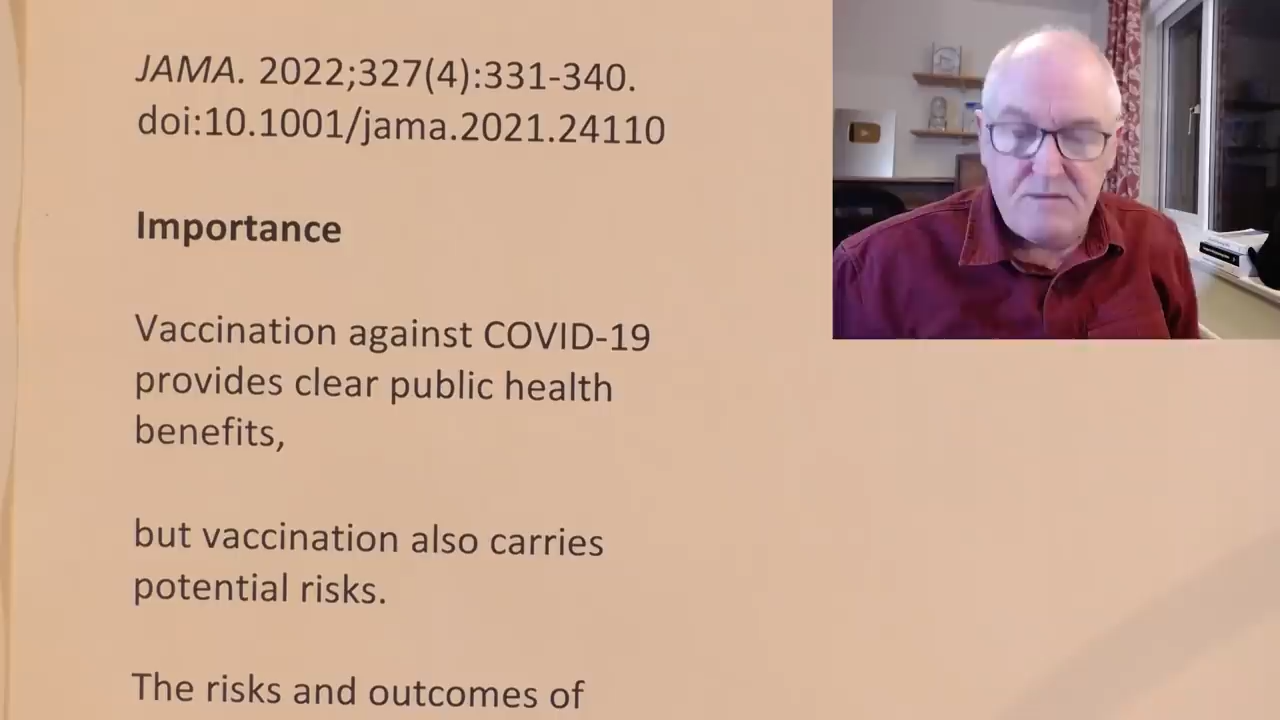 JAMA. 2022;327(4):331-340.
doi:10.1001/jama.2021.24110
Importance
Vaccination against COVID-19
provides clear public health
benefits,
but vaccination also carries
potential risks.
The risks and outcomes of